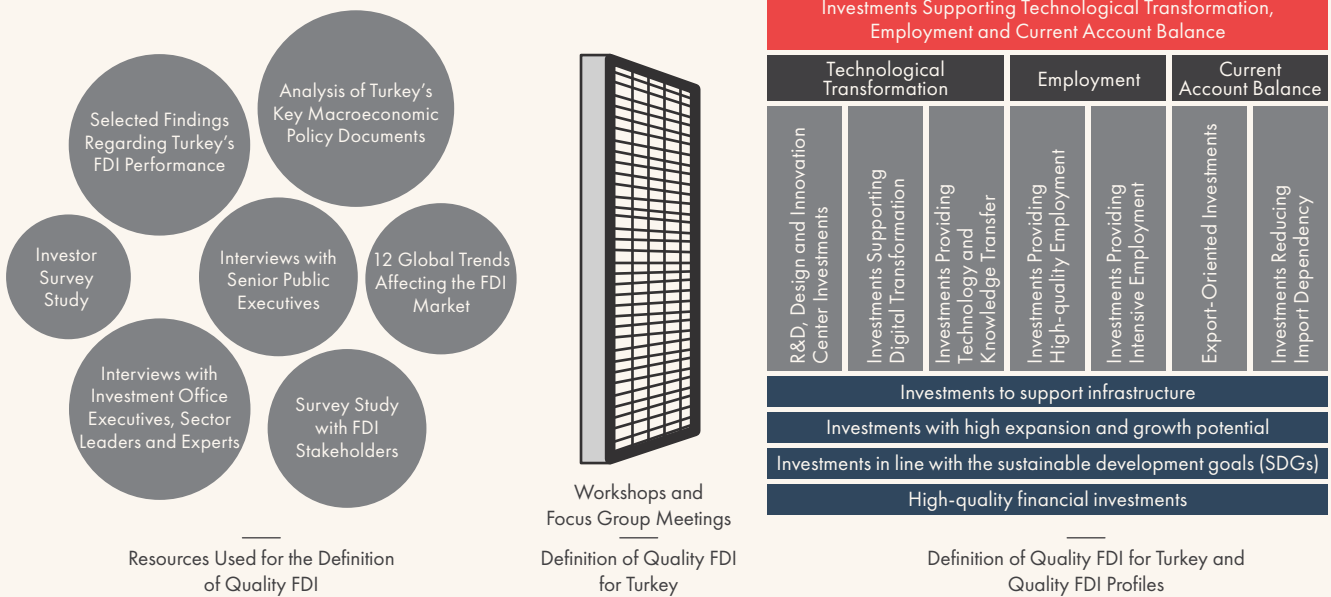 Selected Findings
Regarding Turkey's
FDI Performance
Analysis of Turkey's
Key Macroeconomic
Policy Documents
Investor
Survey
Study
Interviews with
Senior Public
Executives
12 Global Trends
Affecting the FDI
Market
Interviews with
Investment Office
Executives, Sector
Leaders and Experts
Survey Study
with FDI
Stakeholders
Resources Used for the Definition
of Quality FDI
Workshops and
Focus Group Meetings
Definition of Quality FDI
for Turkey
Investments Supporting Technological Transformation,
Employment and Current Account Balance
Technological
Transformation
Employment
Current
Account Balance
R&D, Design and Innovation
Center Investments
Investments Supporting
Digital Transformation
Investments Providing
Technology and
Knowledge Transfer
Investments Providing
High-quality Employment
Investments Providing
Intensive Employment
Export-Oriented Investments
Investments Reducing
Import Dependency
Investments to support infrastructure
Investments with high expansion and growth potential
Investments in line with the sustainable development goals (SDGs)
High-quality financial investments
Definition of Quality FDI for Turkey and
Quality FDI Profiles